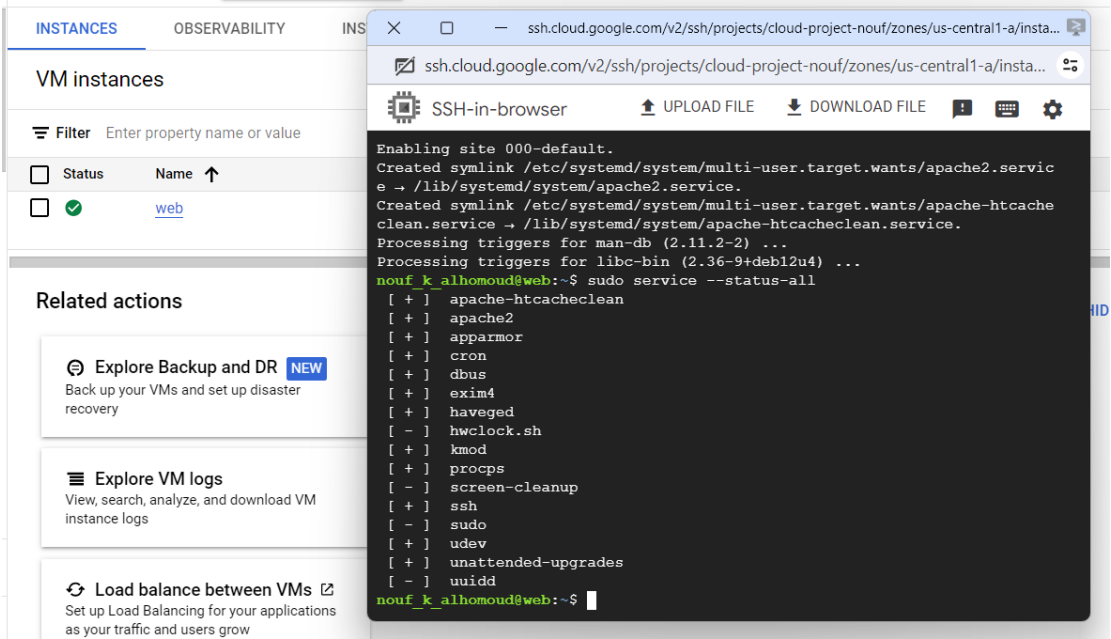 INSTANCES OBSERVABILITY INS
VM instances
Filter Enter property name or value
Status Name
web
Related actions
Explore Backup and DR NEW
Back up your VMs and set up disaster
recovery
Explore VM logs
View, search, analyze, and download VM
instance logs
Load balance between VMs
Set up Load Balancing for your applications
as your traffic and users grow
HID
ssh.cloud.google.com/v2/ssh/projects/cloud-project-nouf/zones/us-central1-a/insta...
ssh.cloud.google.com/v2/ssh/projects/cloud-project-nouf/zones/us-central1-a/insta...
SSH-in-browser UPLOAD FILE DOWNLOAD FILE
Enabling site 000-default.
Created symlink /etc/systemd/system/multi-user.target.wants/apache2.servic
e → /lib/systemd/system/apache2.service.
Created symlink /etc/systemd/system/multi-user.target.wants/apache-htcache
clean.service → /lib/systemd/system/apache-htcacheclean.service.
Processing triggers for man-db (2.11.2-2) ...
Processing triggers for libc-bin (2.36-9+deb12u4) ...
nouf_k_alhomoud@web:~$ sudo service --status-all
[ + ] apache-htcacheclean
[ + ] apache2
[ + ] apparmor
[ + ] cron
[ + ] dbus
[ + ] exim4
[ + ] haveged
[ - ] hwclock.sh
[ + ] kmod
[ + ] procps
[ - ] screen-cleanup
[ + ] ssh
[ - ] sudo
[ + ] udev
[ + ] unattended-upgrades
[ - ] uuidd
nouf_k_alhomoud@web:~$